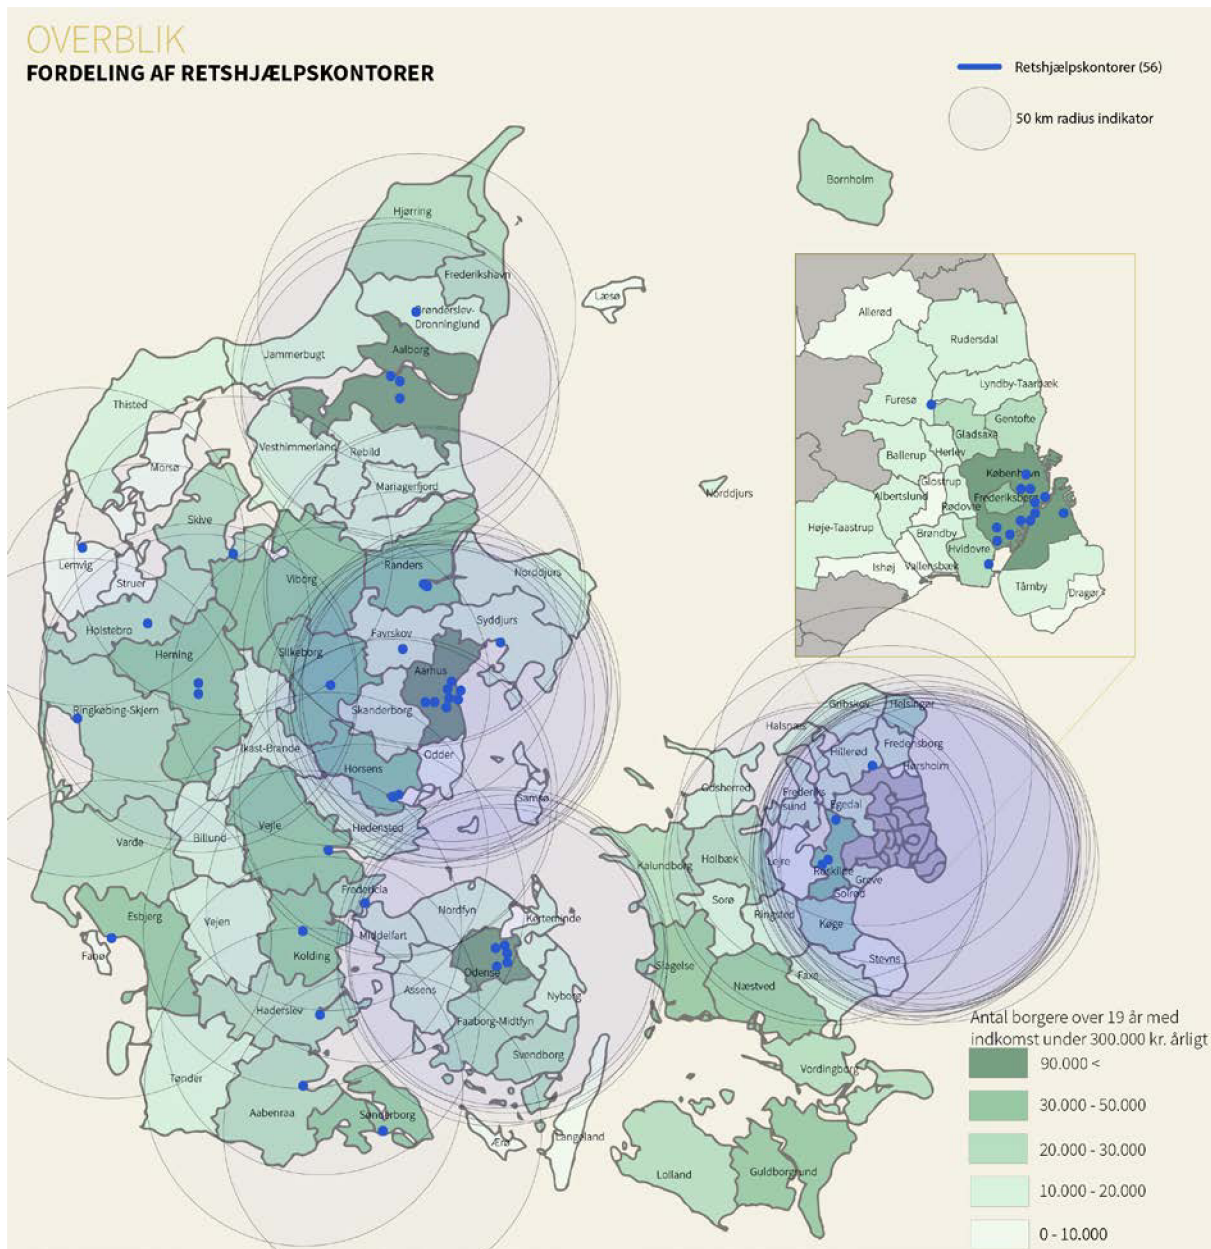 OVERBLIK
FORDELING AF RETSHJÆLPSKONTORER
Retshjælpskontorer (56)
50 km radius indikator
Bornholm
Hjørring
Frederikshavn
Læsø
Brønderslev-
Dronninglund
Jammerbugt
Aalborg
Thisted
Vesthimmerland
Rebild
Morsø
Mariagerfjord
Norddjurs
Skive
Lemvig
Struer
Viborg
Randers
Norddjurs
Holstebro
Favrskov
Syddjurs
Herning
Silkeborg
Aarhus
Ringkøbing-Skjern
Skanderborg
Ikast-Brande
Odder
Horsens
Samsø
Hedensted
Varde
Billund
Vejle
Fredericia
Esbjerg
Vejen
Nordfyn
Kerteminde
Middelfart
Fanø
Kolding
Odense
Assens
Nyborg
Haderslev
Faaborg-Midtfyn
Svendborg
Tønder
Aabenraa
Sønderborg
Ærø
Langeland
Allerød
Rudersdal
Lyndby-Taarbæk
Furesø
Gentofte
Gladsaxe
Ballerup
Herlev
København
Glostrup
Albertslund
Frederiksberg
Rødovre
Høje-Taastrup
Brøndby
Hvidovre
Ishøj
Vallensbæk
Tårnby
Dragør
Gribskov
Helsingør
Halsnæs
Hillerød
Fredensborg
Hørsholm
Odsherred
Frederiks
sund
Egedal
Kalundborg
Holbæk
Lejre
Roskilde
Greve
Solrød
Sorø
Ringsted
Køge
Stevns
Slagelse
Næstved
Faxe
Vordingborg
Lolland
Guldborgsund
Antal borgere over 19 år med
indkomst under 300.000 kr. årligt
90.000 <
30.000 - 50.000
20.000 - 30.000
10.000 - 20.000
0 - 10.000